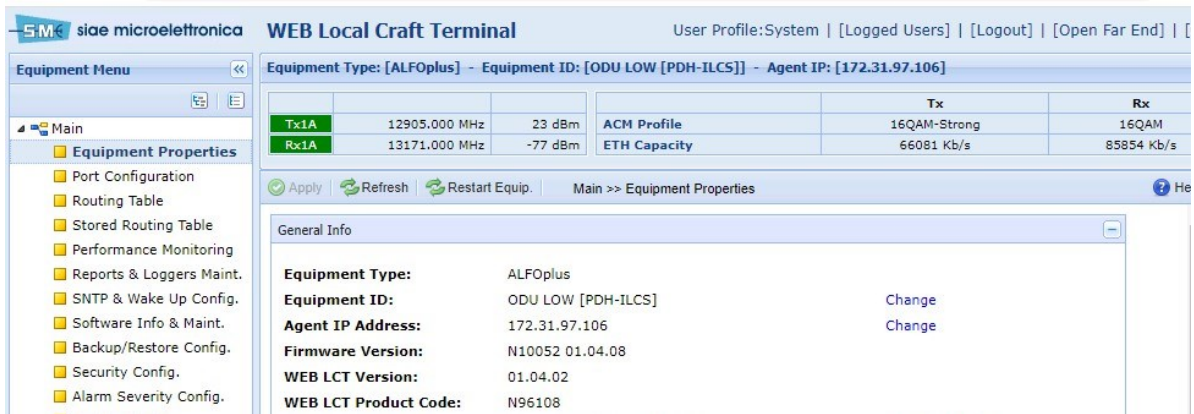 S·M€ siae microelettronica WEB Local Craft Terminal User Profile:System | [Logged Users] | [Logout] | [Open Far End] | [
Equipment Menu Equipment Type: [ALFOplus] - Equipment ID: [ODU LOW [PDH-ILCS]] - Agent IP: [172.31.97.106]
Tx Rx
Tx1A 12905.000 MHz 23 dBm ACM Profile 16QAM-Strong 16QAM
Rx1A 13171.000 MHz -77 dBm ETH Capacity 66081 Kb/s 85854 Kb/s
Apply Refresh Restart Equip. Main >> Equipment Properties He
Main
Equipment Properties
Port Configuration
Routing Table
Stored Routing Table
Performance Monitoring
Reports & Loggers Maint.
SNTP & Wake Up Config.
Software Info & Maint.
Backup/Restore Config.
Security Config.
Alarm Severity Config.
General Info
Equipment Type: ALFOplus
Equipment ID: ODU LOW [PDH-ILCS] Change
Agent IP Address: 172.31.97.106 Change
Firmware Version: N10052 01.04.08
WEB LCT Version: 01.04.02
WEB LCT Product Code: N96108